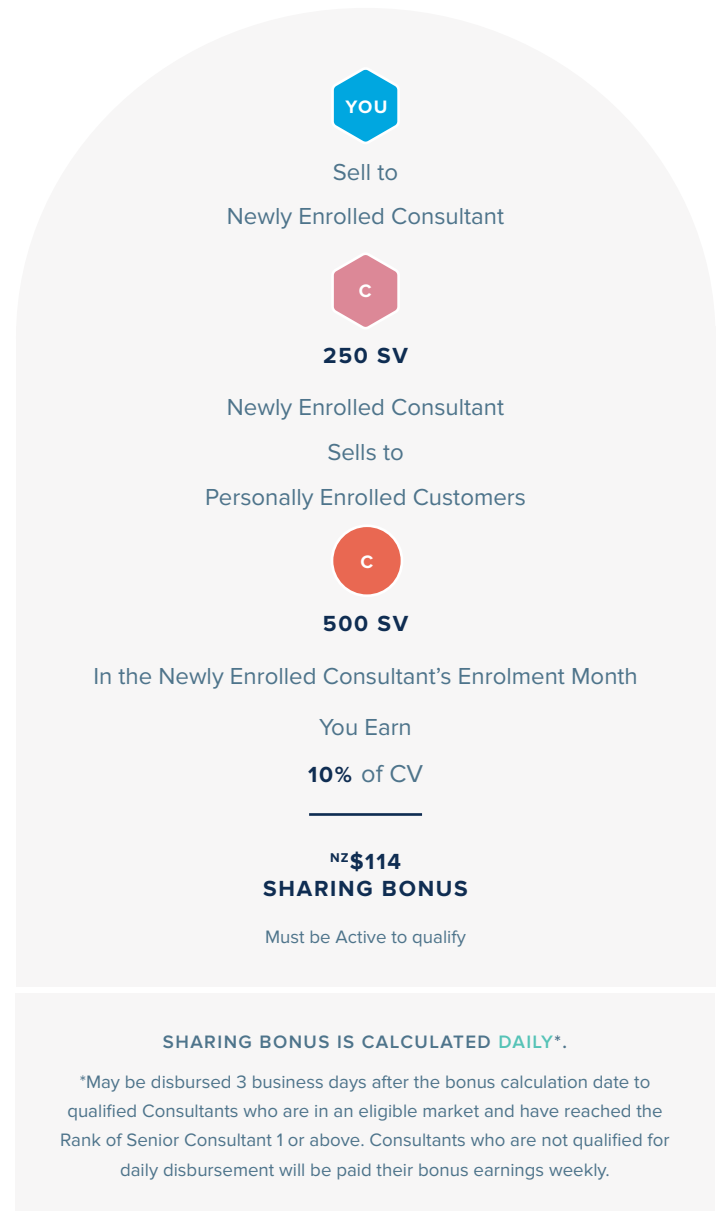 YOU
Sell to
Newly Enrolled Consultant
C
250 SV
Newly Enrolled Consultant
Sells to
Personally Enrolled Customers
C
500 SV
In the Newly Enrolled Consultant’s Enrolment Month
You Earn
10% of CV
NZ$114
SHARING BONUS
Must be Active to qualify
SHARING BONUS IS CALCULATED DAILY*.
*May be disbursed 3 business days after the bonus calculation date to
qualified Consultants who are in an eligible market and have reached the
Rank of Senior Consultant 1 or above. Consultants who are not qualified for
daily disbursement will be paid their bonus earnings weekly.